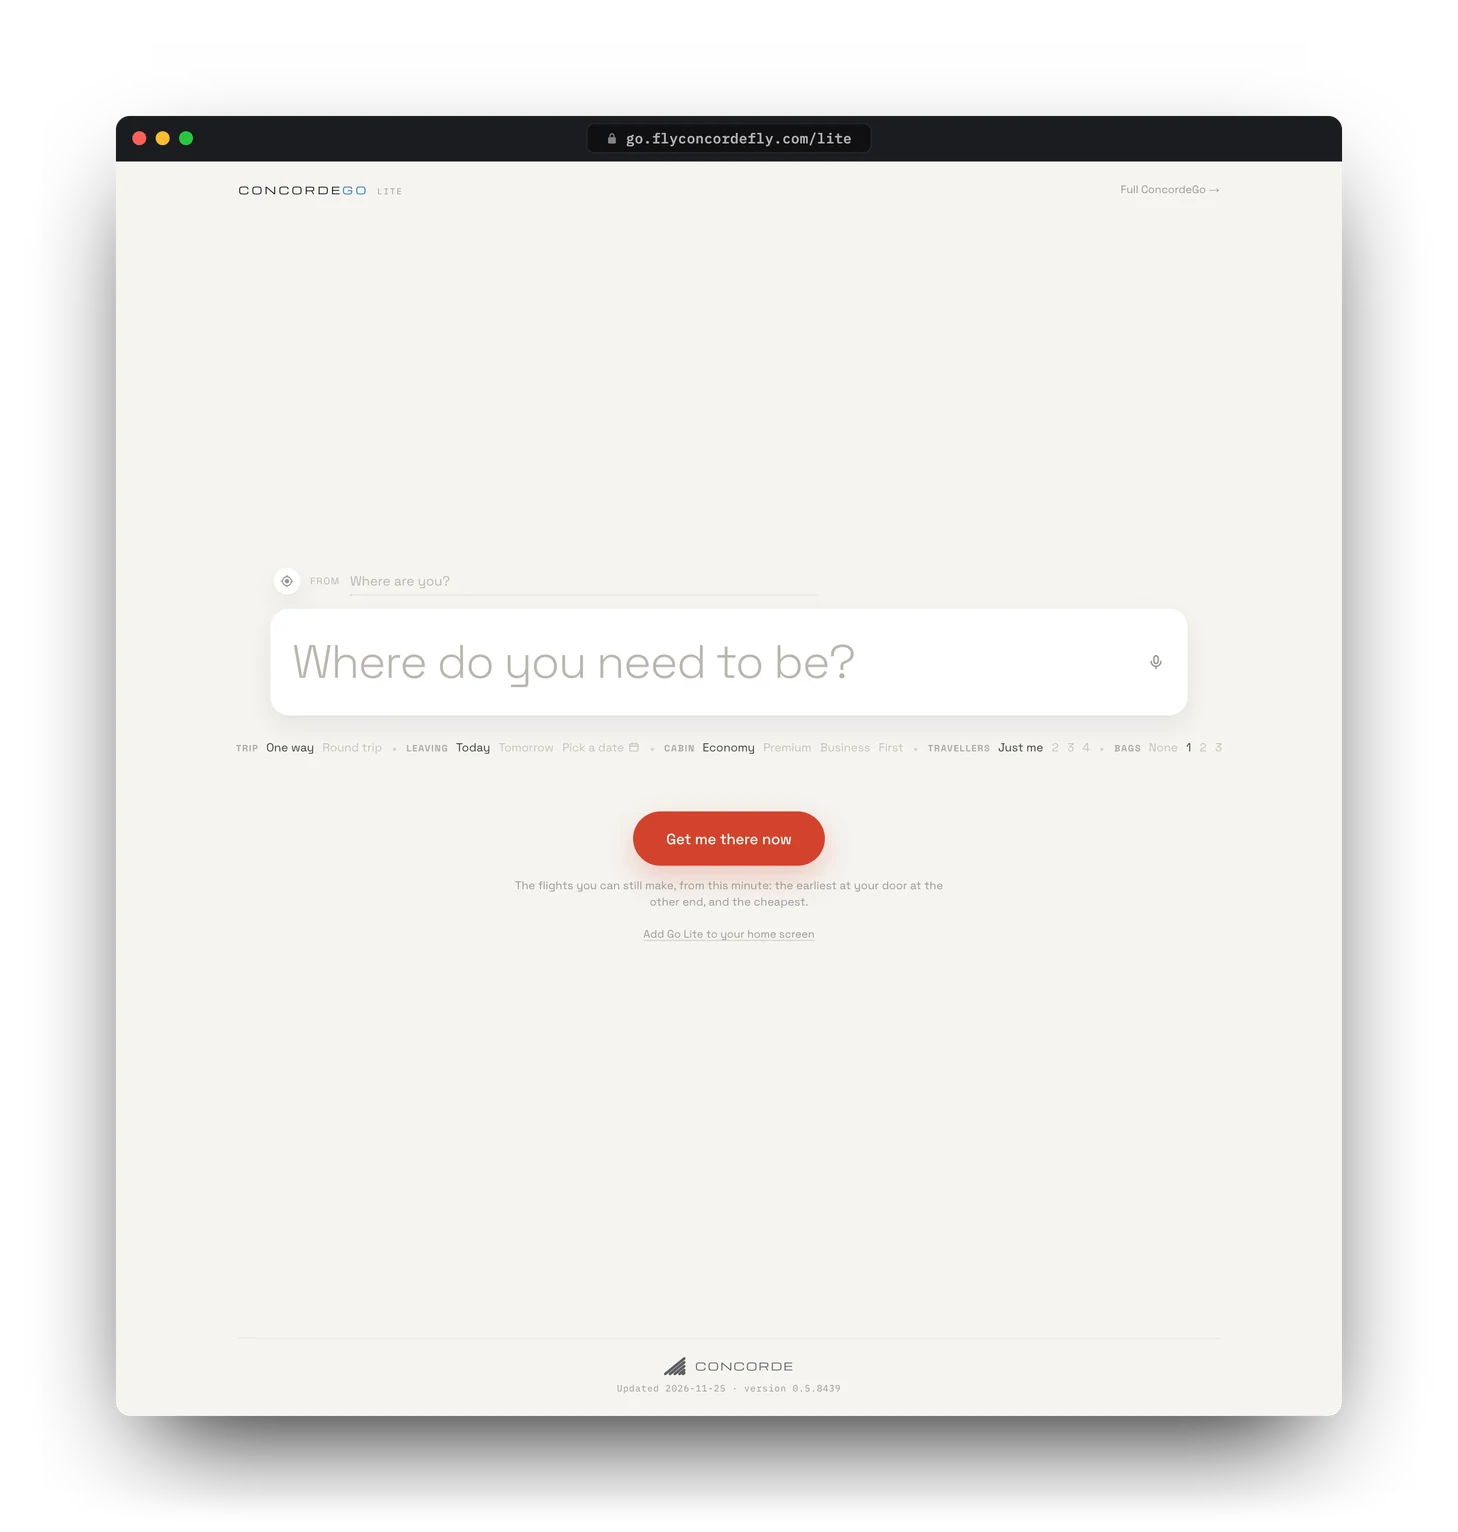 go.flyconcordefly.com/lite
CONCORDEGO LITE
Full ConcordeGo →
FROM Where are you?
Where do you need to be?
TRIP One way Round trip • LEAVING Today Tomorrow Pick a date • CABIN Economy Premium Business First • TRAVELLERS Just me 2 3 4 • BAGS None 1 2 3
Get me there now
The flights you can still make, from this minute: the earliest at your door at the
other end, and the cheapest.
Add Go Lite to your home screen
CONCORDE
Updated 2026-11-25 · version 0.5.8439